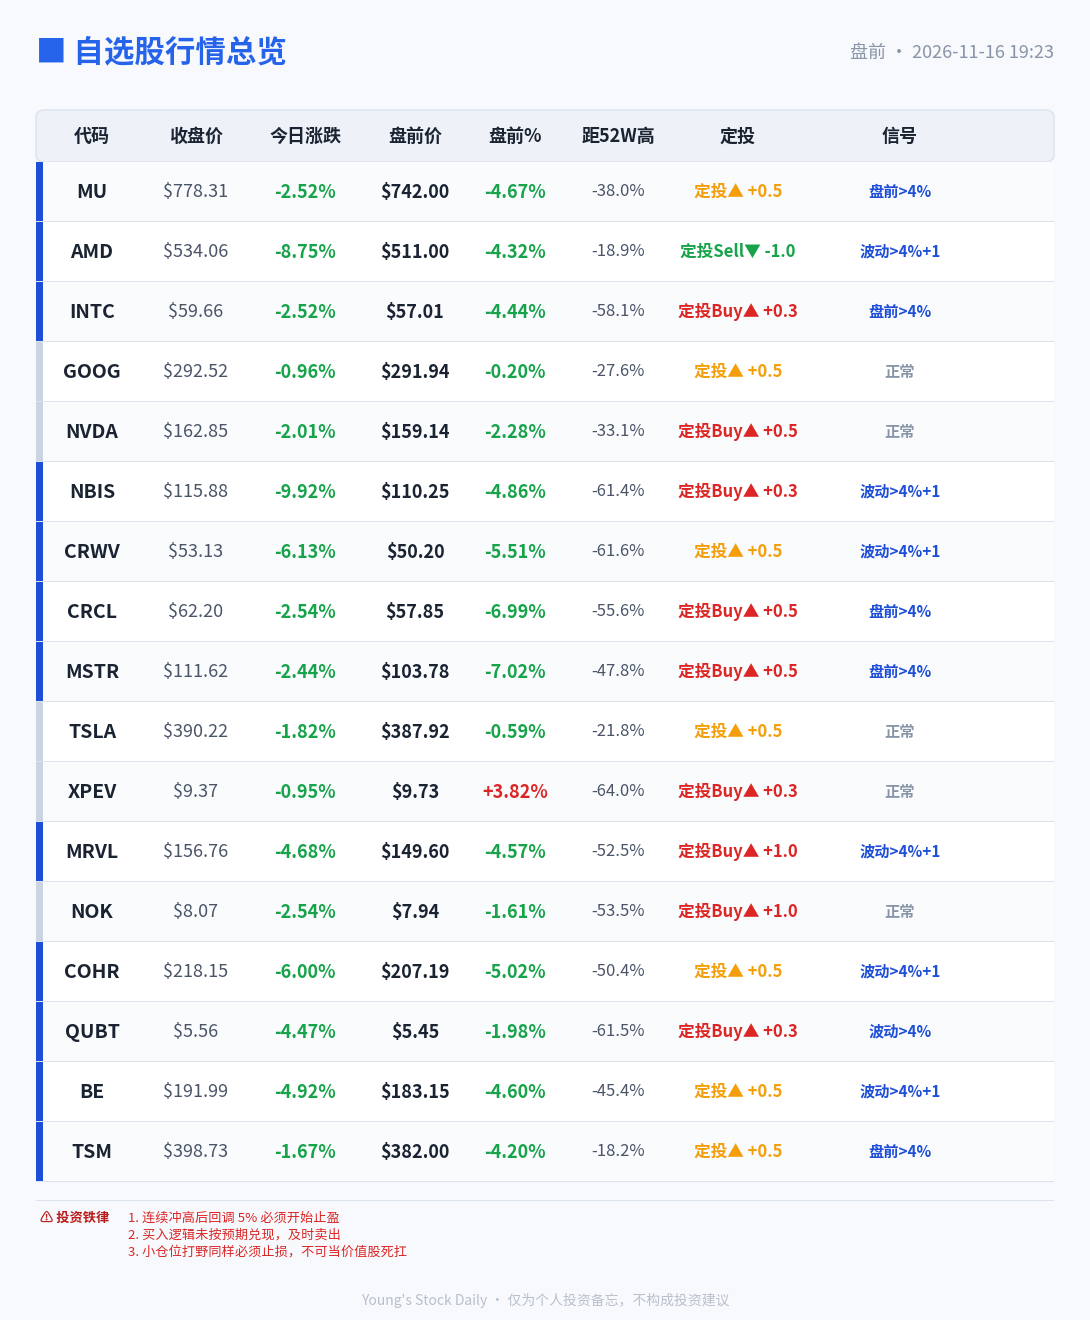 自选股行情总览
盘前 · 2026-11-16 19:23
代码 收盘价 今日涨跌 盘前价 盘前% 距52W高 定投 信号
MU $778.31 -2.52% $742.00 -4.67% -38.0% 定投▲ +0.5 盘前>4%
AMD $534.06 -8.75% $511.00 -4.32% -18.9% 定投Sell▼ -1.0 波动>4%+1
INTC $59.66 -2.52% $57.01 -4.44% -58.1% 定投Buy▲ +0.3 盘前>4%
GOOG $292.52 -0.96% $291.94 -0.20% -27.6% 定投▲ +0.5 正常
NVDA $162.85 -2.01% $159.14 -2.28% -33.1% 定投Buy▲ +0.5 正常
NBIS $115.88 -9.92% $110.25 -4.86% -61.4% 定投Buy▲ +0.3 波动>4%+1
CRWV $53.13 -6.13% $50.20 -5.51% -61.6% 定投▲ +0.5 波动>4%+1
CRCL $62.20 -2.54% $57.85 -6.99% -55.6% 定投Buy▲ +0.5 盘前>4%
MSTR $111.62 -2.44% $103.78 -7.02% -47.8% 定投Buy▲ +0.5 盘前>4%
TSLA $390.22 -1.82% $387.92 -0.59% -21.8% 定投▲ +0.5 正常
XPEV $9.37 -0.95% $9.73 +3.82% -64.0% 定投Buy▲ +0.3 正常
MRVL $156.76 -4.68% $149.60 -4.57% -52.5% 定投Buy▲ +1.0 波动>4%+1
NOK $8.07 -2.54% $7.94 -1.61% -53.5% 定投Buy▲ +1.0 正常
COHR $218.15 -6.00% $207.19 -5.02% -50.4% 定投▲ +0.5 波动>4%+1
QUBT $5.56 -4.47% $5.45 -1.98% -61.5% 定投Buy▲ +0.3 波动>4%
BE $191.99 -4.92% $183.15 -4.60% -45.4% 定投▲ +0.5 波动>4%+1
TSM $398.73 -1.67% $382.00 -4.20% -18.2% 定投▲ +0.5 盘前>4%
⚠ 投资铁律 1. 连续冲高后回调 5% 必须开始止盈
2. 买入逻辑未按预期兑现，及时卖出
3. 小仓位打野同样必须止损，不可当价值股死扛
Young's Stock Daily · 仅为个人投资备忘，不构成投资建议